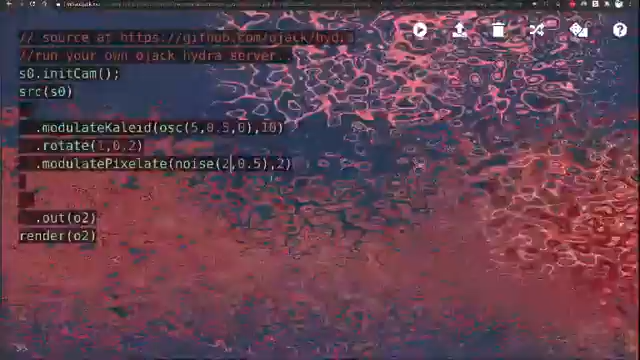 // source at https://github.com/ojack/hydra
//run your own ojack hydra server..
s0.initCam();
src(s0)
.modulateKaleid(osc(5,0.5,0),10)
.rotate(1,0.2)
.modulatePixelate(noise(2,0.5),2)
.out(o2)
render(o2)